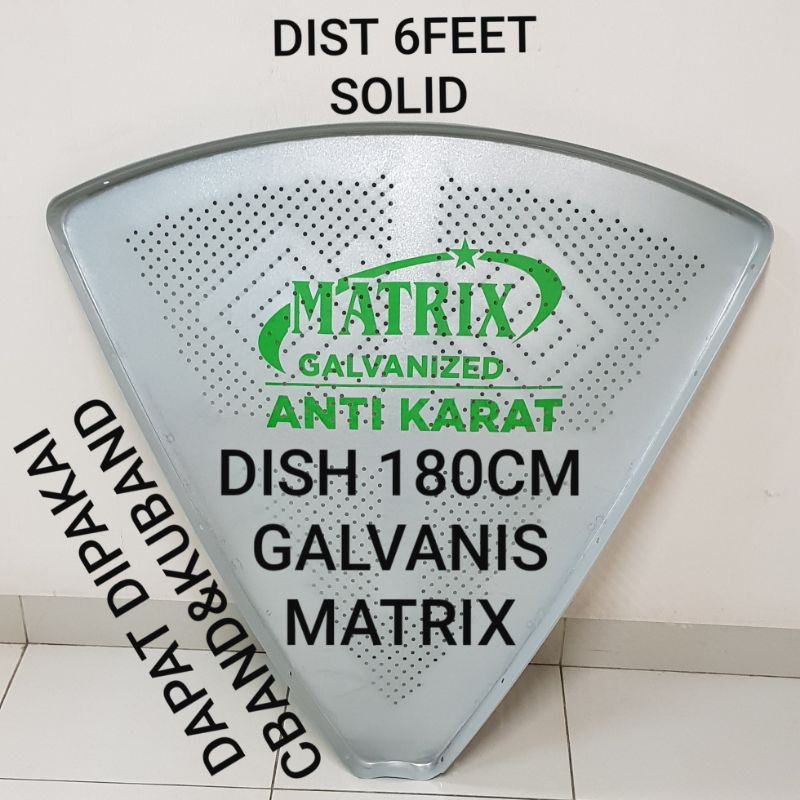 DIST 6FEET
SOLID
MATRIX
GALVANIZED
ANTI KARAT
DISH 180CM
GALVANIS
MATRIX
DAPAT DIPAKAI
CBAND&KUBAND